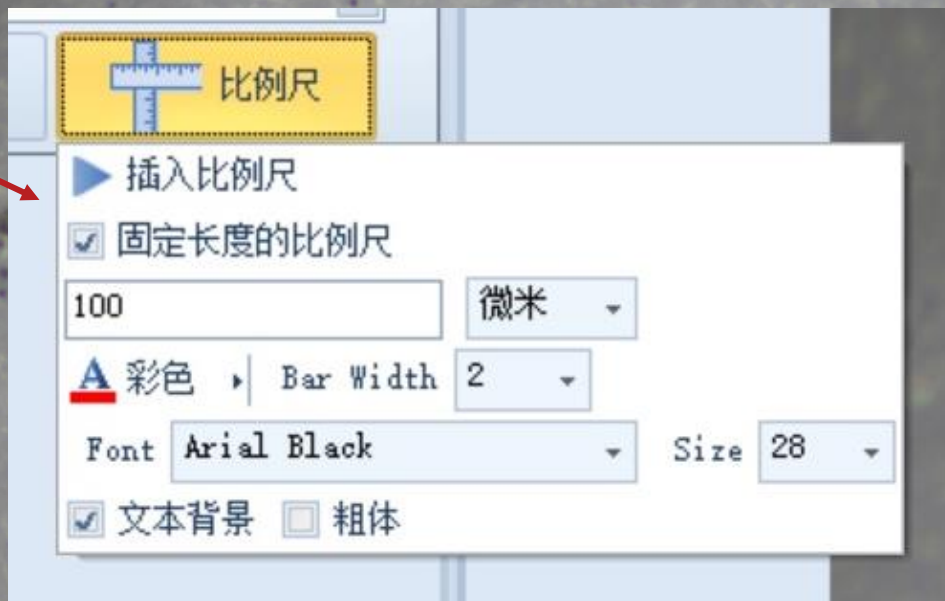 比例尺
插入比例尺
固定长度的比例尺
100 微米
A 彩色 Bar Width 2
Font Arial Black Size 28
文本背景 粗体